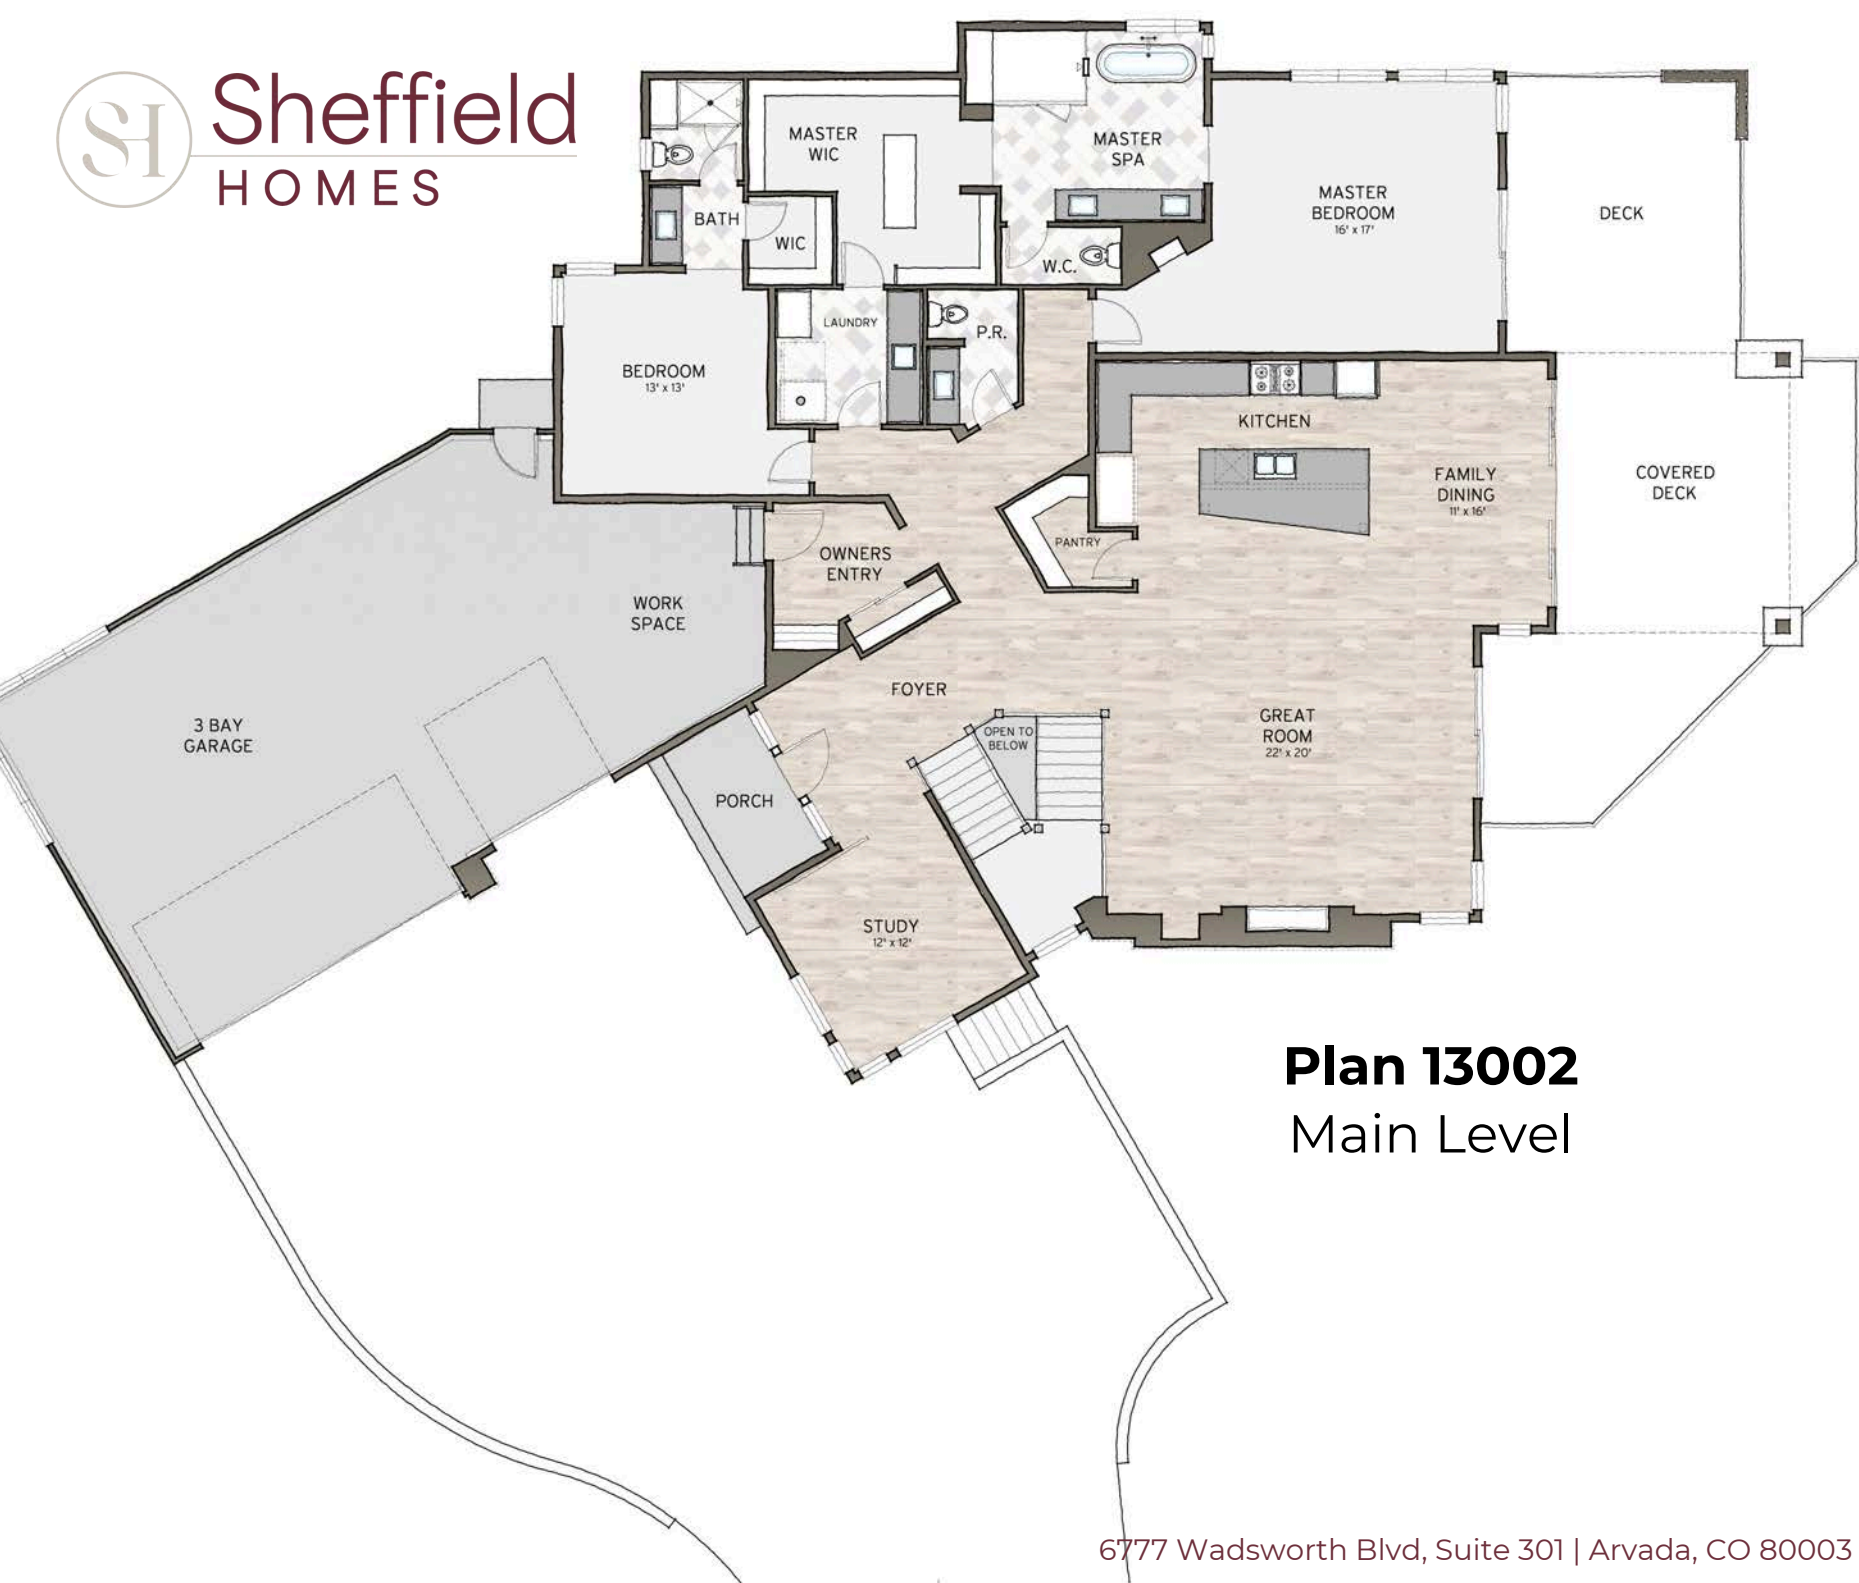 SH
Sheffield
HOMES
MASTER
WIC
MASTER
SPA
BATH
WIC
W.C.
MASTER
BEDROOM
16' x 17'
DECK
LAUNDRY
P.R.
BEDROOM
13' x 13'
KITCHEN
FAMILY
DINING
11' x 16'
COVERED
DECK
PANTRY
OWNERS
ENTRY
WORK
SPACE
FOYER
3 BAY
GARAGE
OPEN TO
BELOW
GREAT
ROOM
22' x 20'
PORCH
STUDY
12' x 12'
Plan 13002
Main Level
6777 Wadsworth Blvd, Suite 301 | Arvada, CO 80003